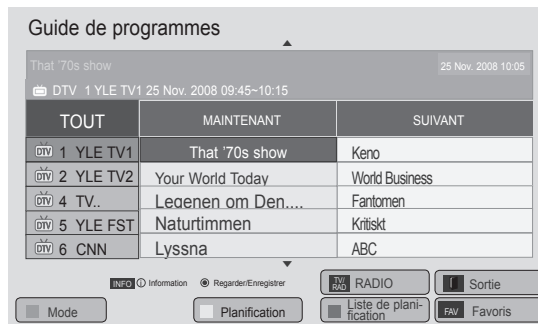 Guide de programmes
That '70s show
25 Nov. 2008 10:05
DTV 1 YLE TV1 25 Nov. 2008 09:45~10:15
TOUT MAINTENANT SUIVANT
DTV 1 YLE TV1 That '70s show Keno
DTV 2 YLE TV2 Your World Today World Business
DTV 4 TV.. Legenen om Den.... Fantomen
DTV 5 YLE FST Naturtimmen Kritiskt
DTV 6 CNN Lyssna ABC
INFO i Information Regarder/Enregistrer TV/RAD RADIO Sortie
Mode Planification Liste de plani-
fication FAV Favoris